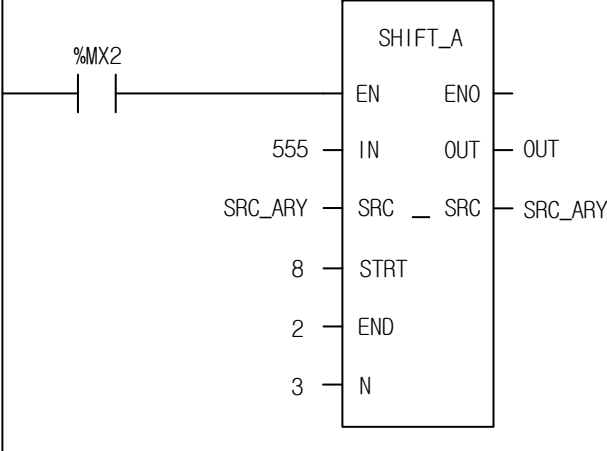 SHIFT_A
%MX2
EN ENO
555 IN OUT OUT
SRC_ARY SRC _ SRC SRC_ARY
8 STRT
2 END
3 N